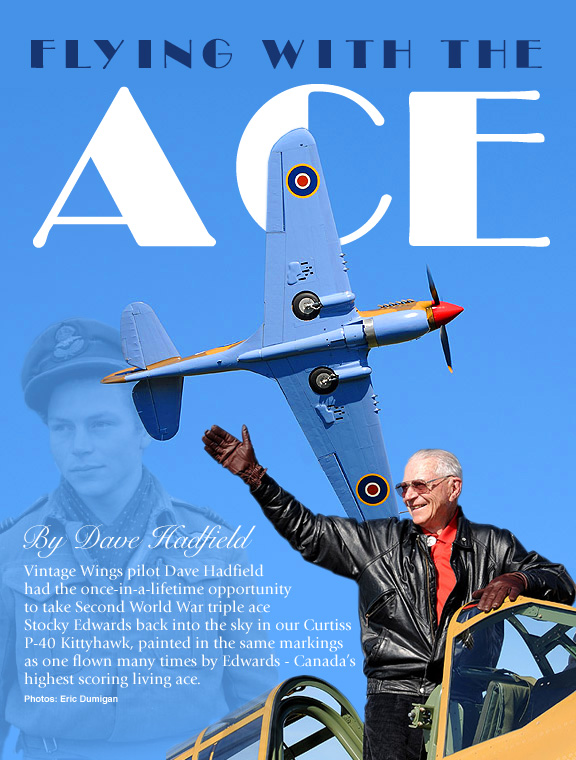 FLYING WITH THE
ACE
By Dave Hadfield
Vintage Wings pilot Dave Hadfield
had the once-in-a-lifetime opportunity
to take Second World War triple ace
Stocky Edwards back into the sky in our Curtiss
P-40 Kittyhawk, painted in the same markings
as one flown many times by Edwards - Canada's
highest scoring living ace.
Photos: Eric Dumigan